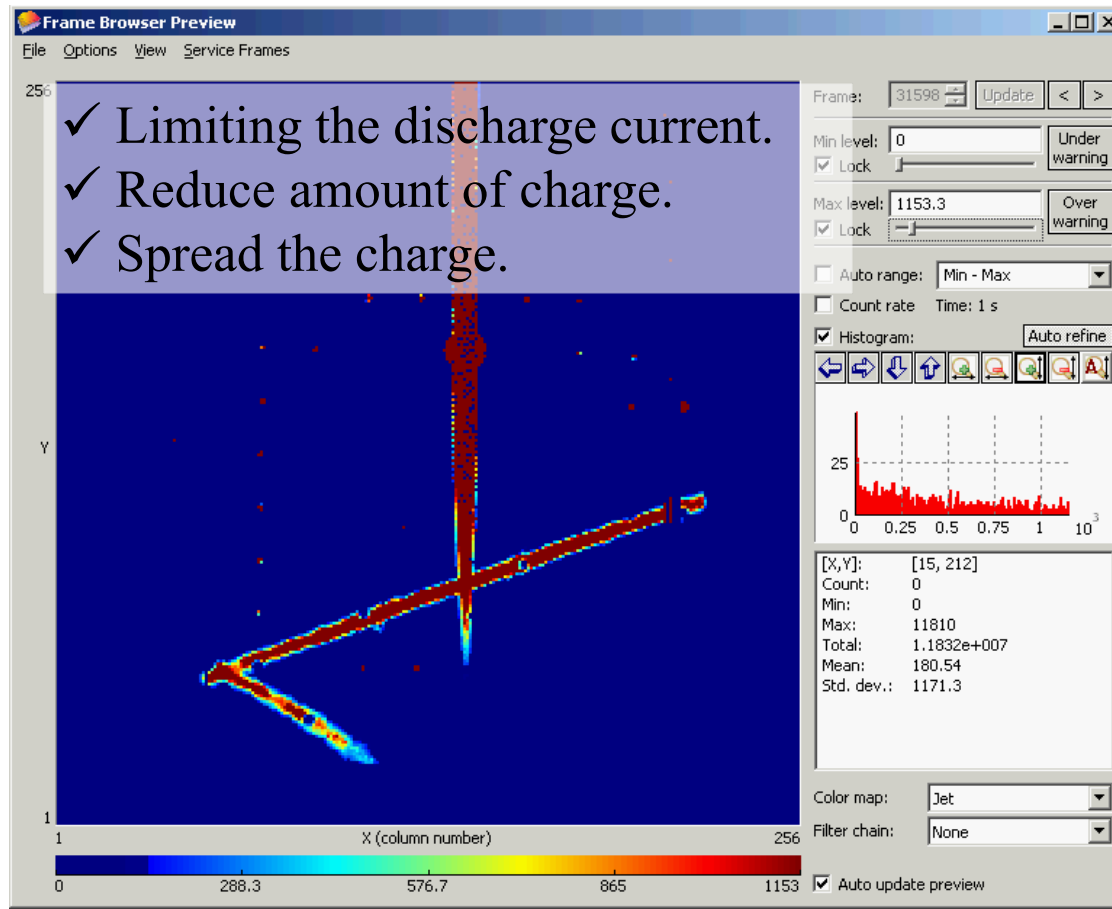 Frame Browser Preview
File Options View Service Frames
256
✓ Limiting the discharge current.
✓ Reduce amount of charge.
✓ Spread the charge.
Y
1
1 X (column number) 256
0 288.3 576.7 865 1153
Frame: 31598 Update < >
Min level: 0 Under warning
Lock
Max level: 1153.3 Over warning
Lock
Auto range: Min - Max
Count rate Time: 1 s
Histogram: Auto refine
A
25
0
0 0.25 0.5 0.75 1 10³
[X,Y]: [15, 212]
Count: 0
Min: 0
Max: 11810
Total: 1.1832e+007
Mean: 180.54
Std. dev.: 1171.3
Color map: Jet
Filter chain: None
Auto update preview